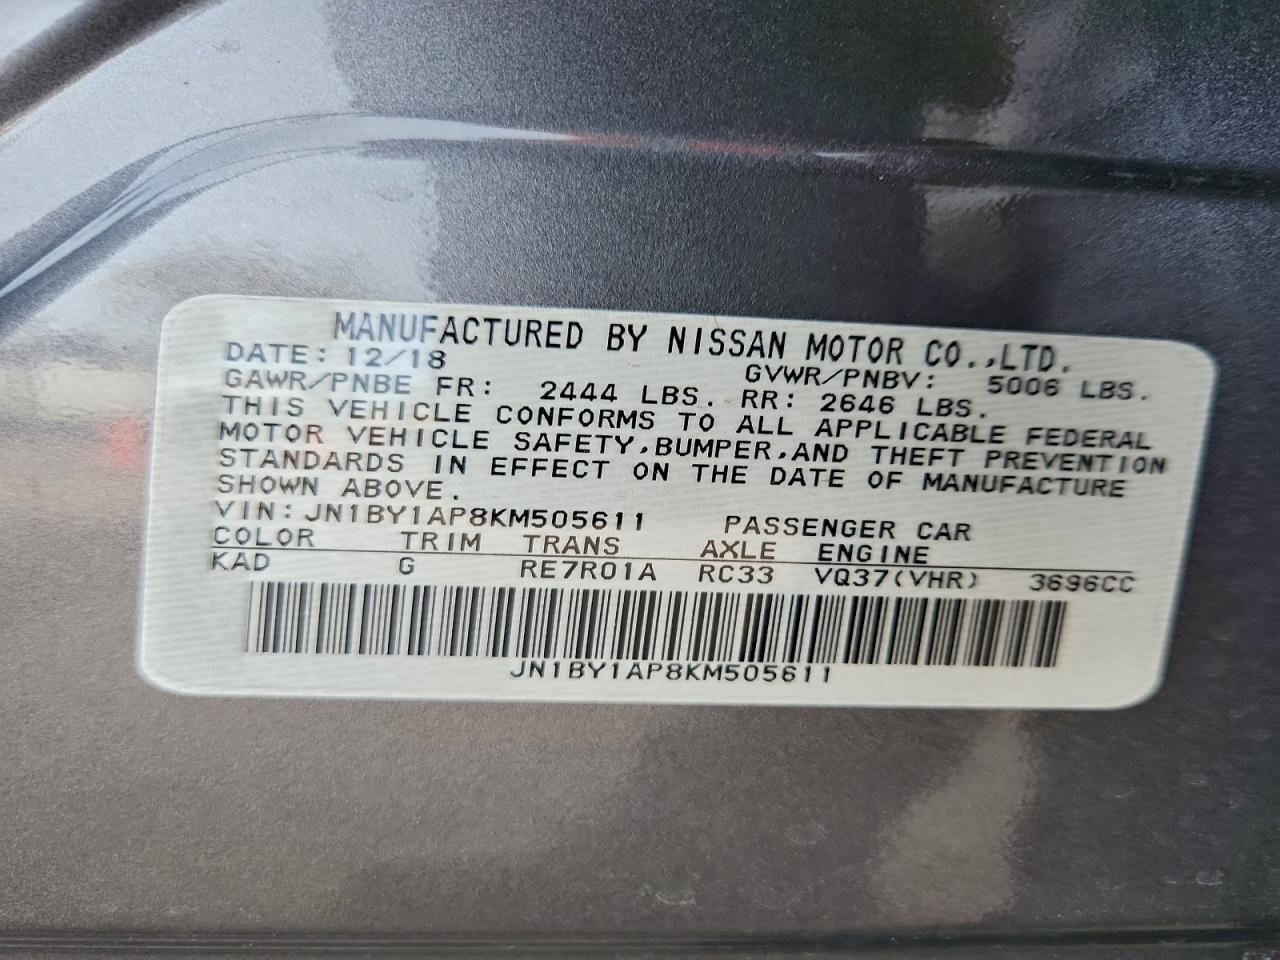 MANUFACTURED BY NISSAN MOTOR CO.,LTD.
DATE: 12/18 GVWR/PNBV: 5006 LBS.
GAWR/PNBE FR: 2444 LBS. RR: 2646 LBS.
THIS VEHICLE CONFORMS TO ALL APPLICABLE FEDERAL
MOTOR VEHICLE SAFETY,BUMPER,AND THEFT PREVENTION
STANDARDS IN EFFECT ON THE DATE OF MANUFACTURE
SHOWN ABOVE.
VIN: JN1BY1AP8KM505611 PASSENGER CAR
COLOR TRIM TRANS AXLE ENGINE
KAD G RE7R01A RC33 VQ37(VHR) 3696CC
JN1BY1AP8KM505611